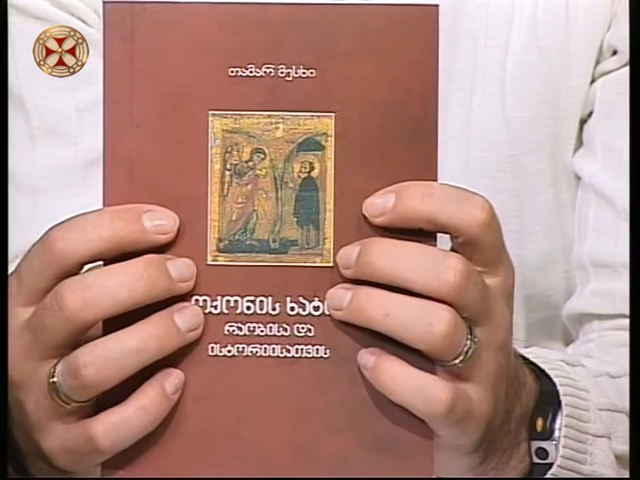 თამარ მესხი
ოქონის ხატ
რაობისა და
ისტორიისათვის